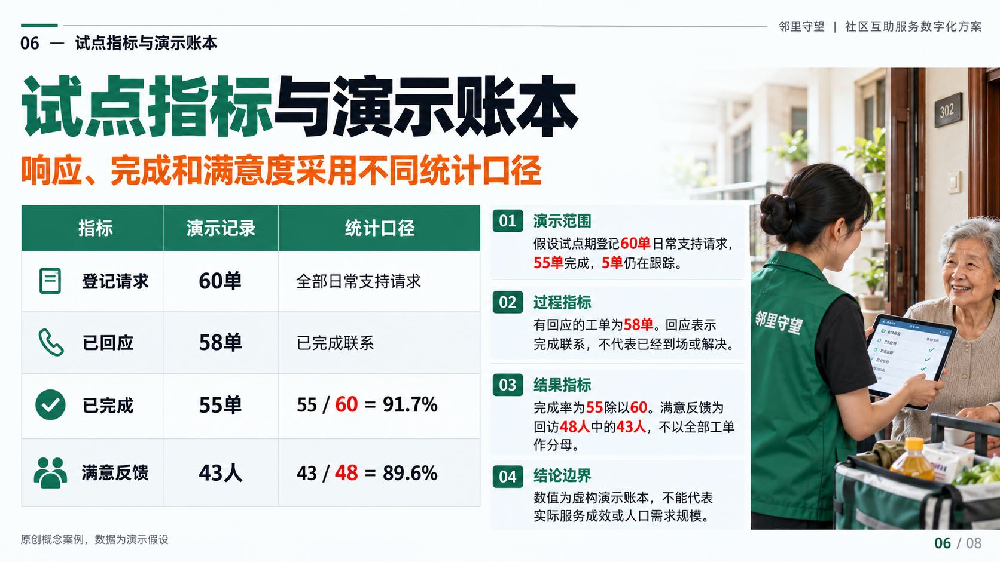 06 — 试点指标与演示账本
邻里守望 | 社区互助服务数字化方案
试点指标与演示账本
响应、完成和满意度采用不同统计口径
指标 演示记录 统计口径
登记请求 60单 全部日常支持请求
已回应 58单 已完成联系
已完成 55单 55 / 60 = 91.7%
满意反馈 43人 43 / 48 = 89.6%
01 演示范围
假设试点期登记60单日常支持请求，
55单完成，5单仍在跟踪。
02 过程指标
有回应的工单为58单。回应表示
完成联系，不代表已经到场或解决。
03 结果指标
完成率为55除以60。满意反馈为
回访48人中的43人，不以全部工单
作分母。
04 结论边界
数值为虚构演示账本，不能代表
实际服务成效或人口需求规模。
302
邻里守望
原创概念案例，数据为演示假设
06 / 08